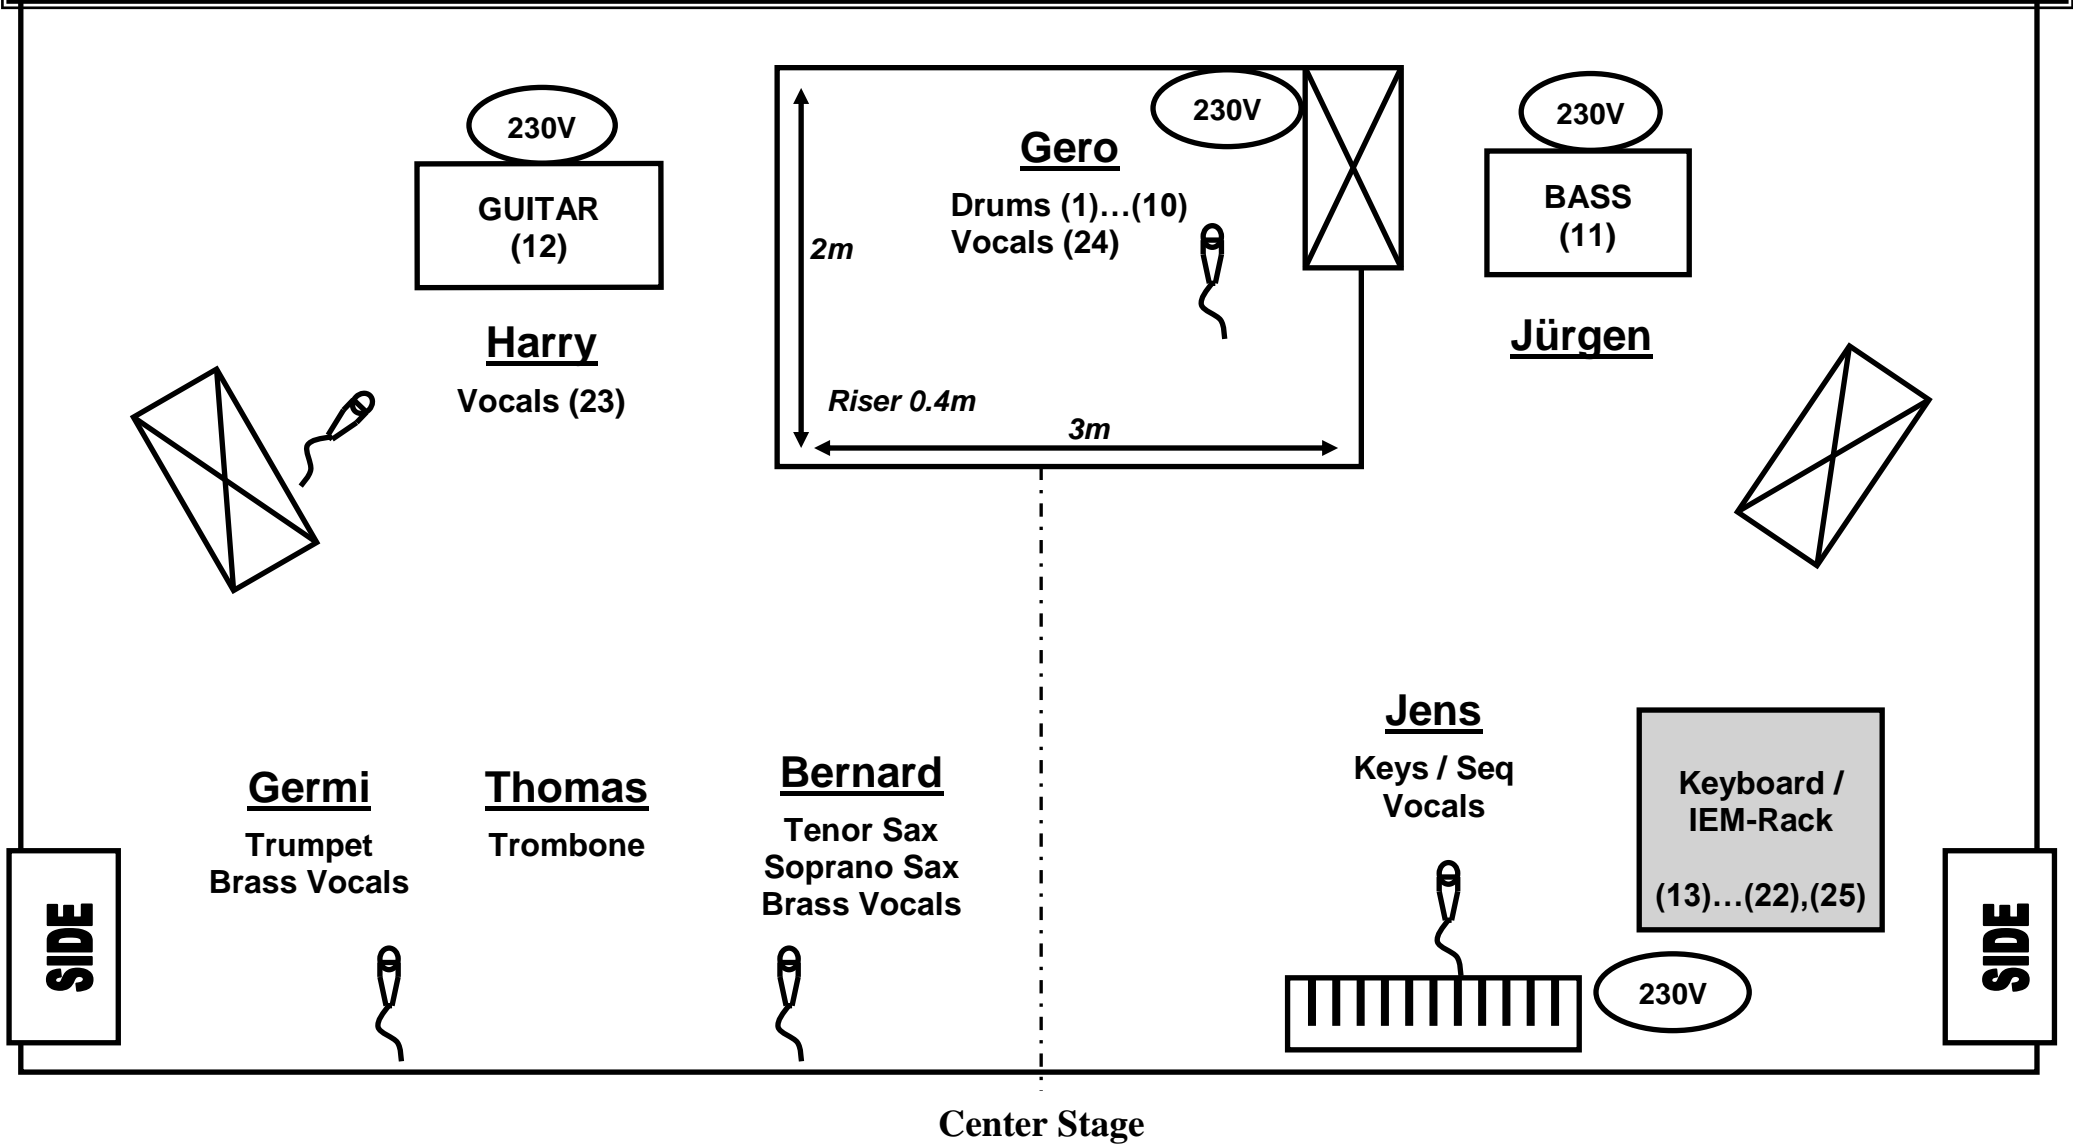 230V
GUITAR
(12)
Harry
Vocals (23)
230V
Gero
Drums (1)…(10)
Vocals (24)
2m
Riser 0.4m
3m
230V
BASS
(11)
Jürgen
Germi
Trumpet
Brass Vocals
Thomas
Trombone
Bernard
Tenor Sax
Soprano Sax
Brass Vocals
Jens
Keys / Seq
Vocals
Keyboard /
IEM-Rack
(13)…(22),(25)
230V
SIDE
SIDE
Center Stage